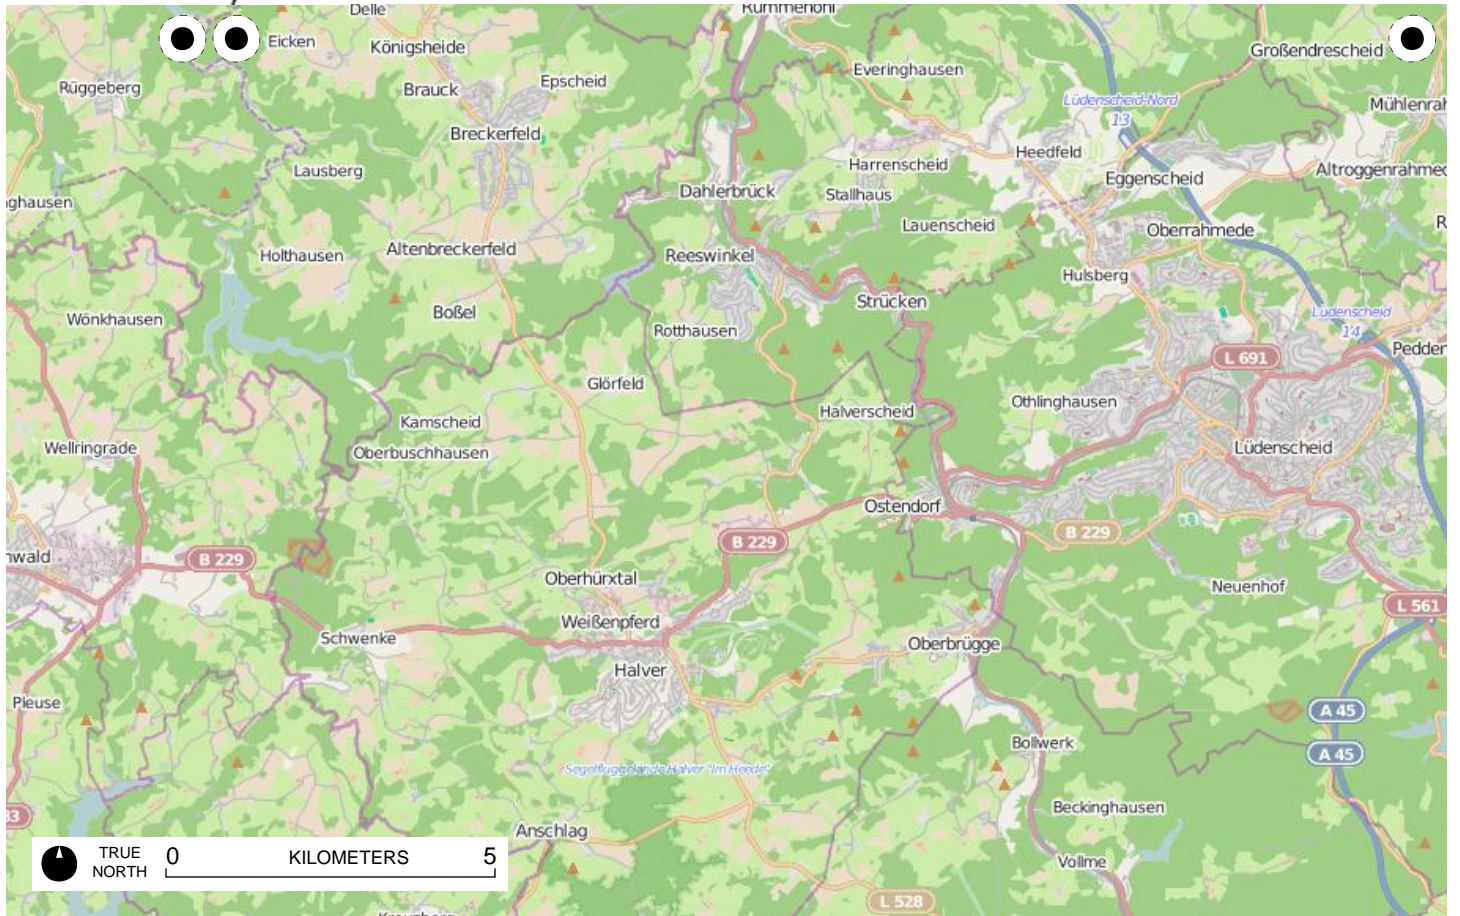 Delle
Rummenohl
Eicken
Königsheide
Großendrescheid
Everinghausen
Rüggeberg
Brauck
Epscheid
Lüdenscheid-Nord
13
Breckerfeld
Heedfeld
Lausberg
Harrenscheid
Eggenscheid
Dahlerbrück
Stallhaus
Lauenscheid
Oberrahmede
Holthausen
Altenbreckerfeld
Reeswinkel
Hulsberg
Strücken
Boßel
Wönkhausen
Rotthausen
Lüdenscheid
14
L 691
Glörfeld
Othlinghausen
Halverscheid
Kamscheid
Wellringrade
Oberbuschhausen
Lüdenscheid
Ostendorf
B 229
B 229
B 229
Oberhürxtal
Neuenhof
L 561
Weißenpferd
Schwenke
Oberbrügge
Halver
Pleuse
A 45
Bollwerk
A 45
Segelfluggelände Halver "Im Heede"
Beckinghausen
Anschlag
Vollme
L 528
TRUE
NORTH
0 KILOMETERS 5